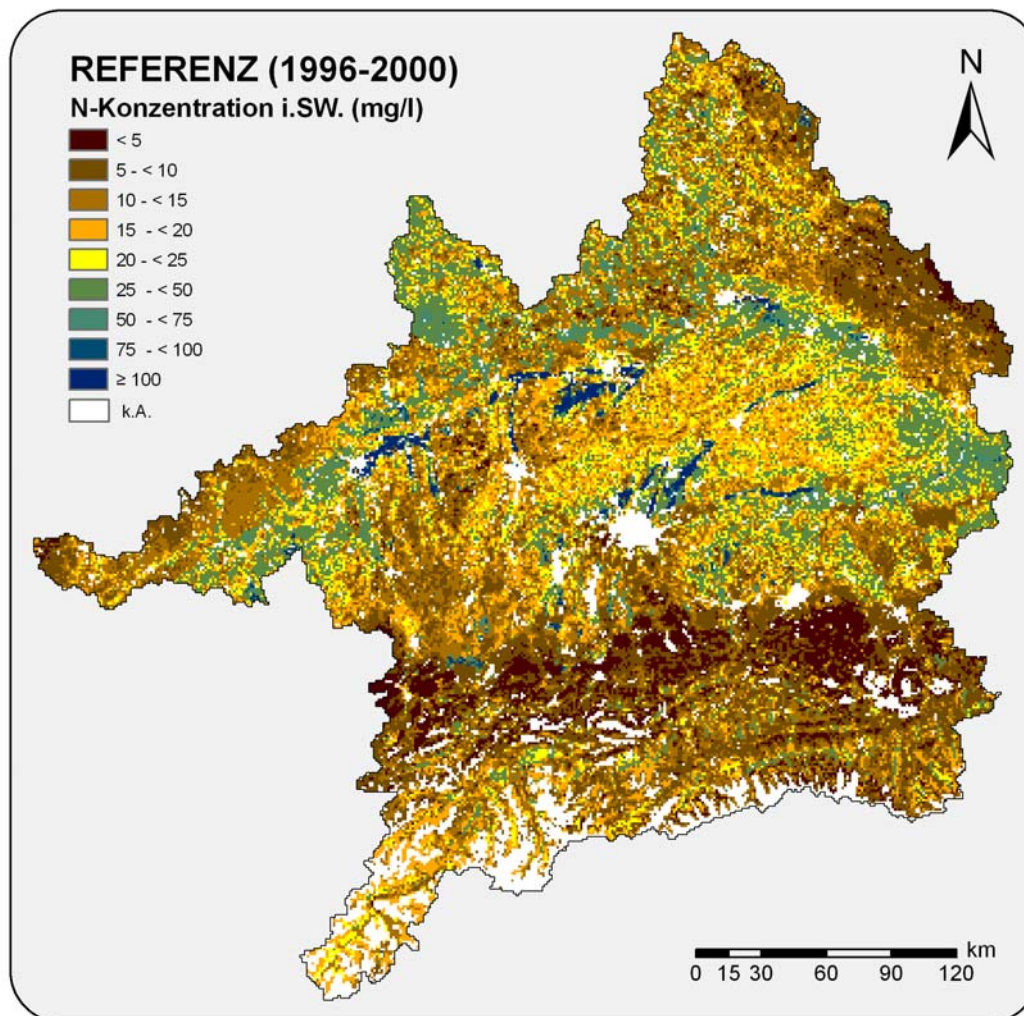 REFERENZ (1996-2000)
N-Konzentration i.SW. (mg/l)
< 5
5 - < 10
10 - < 15
15 - < 20
20 - < 25
25 - < 50
50 - < 75
75 - < 100
≥ 100
k.A.
N
km
0 15 30 60 90 120